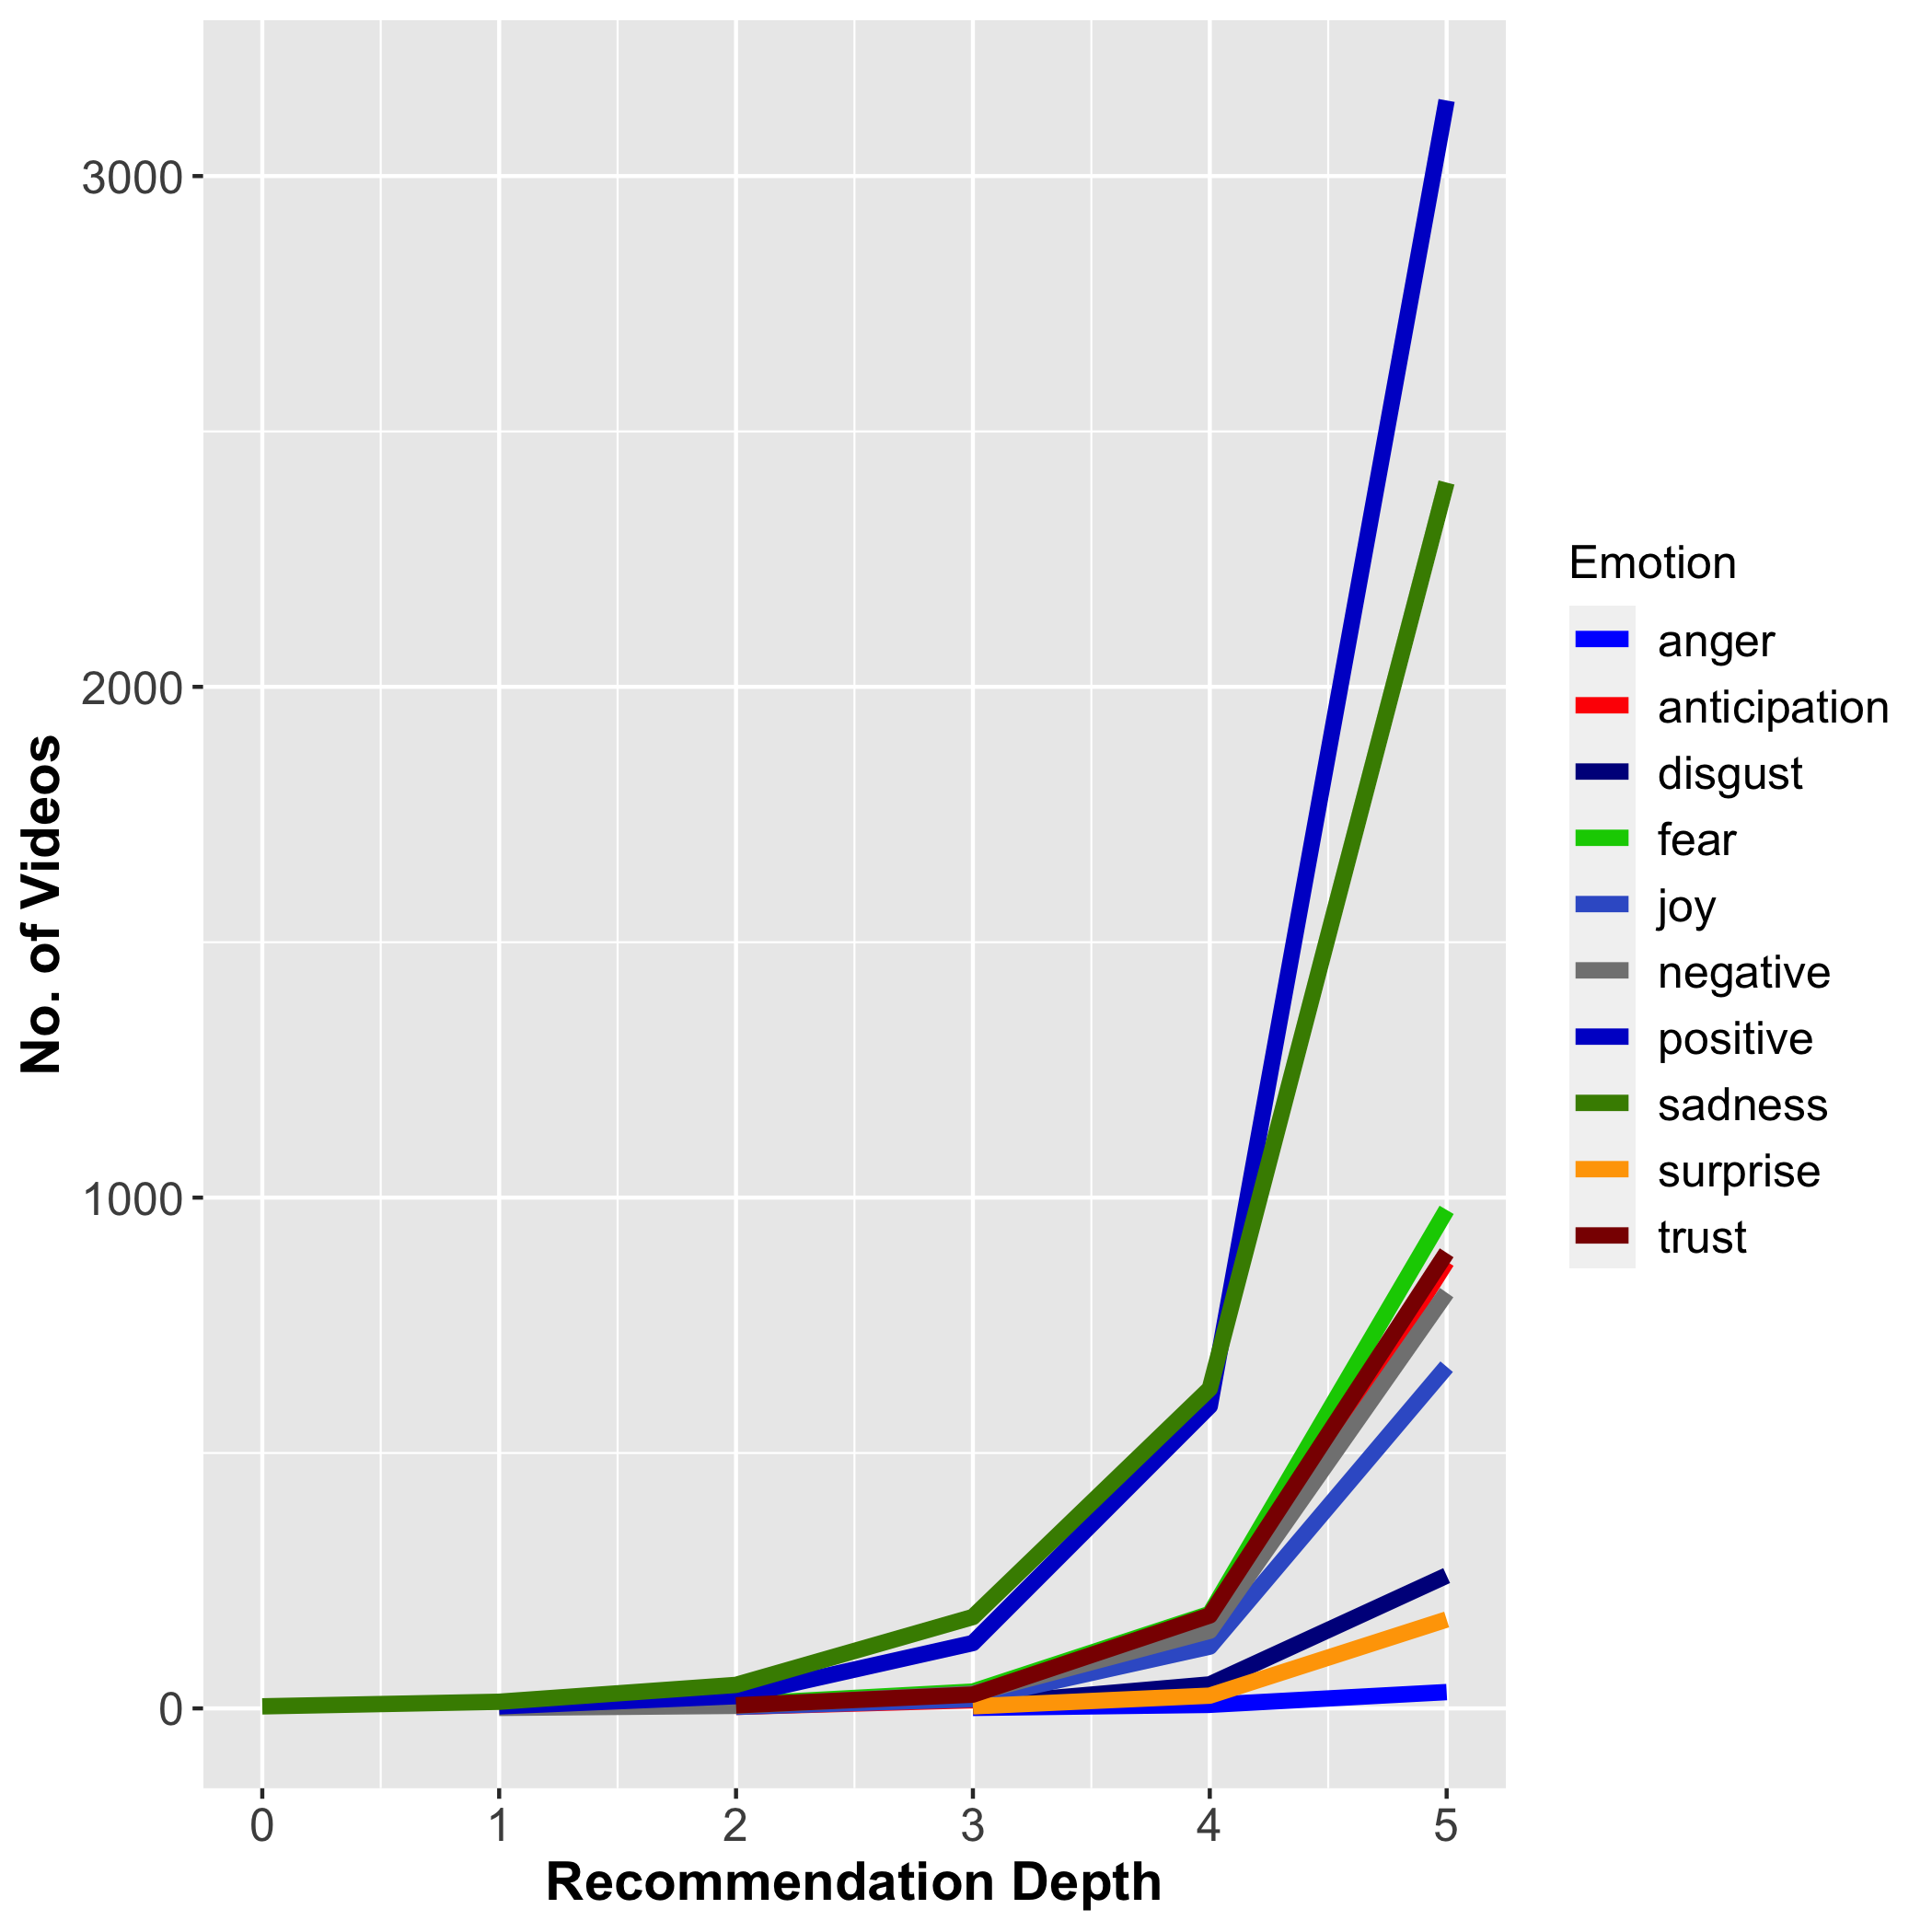 No. of Videos
3000
2000
1000
0
0 1 2 3 4 5
Recommendation Depth
Emotion
anger
anticipation
disgust
fear
joy
negative
positive
sadness
surprise
trust